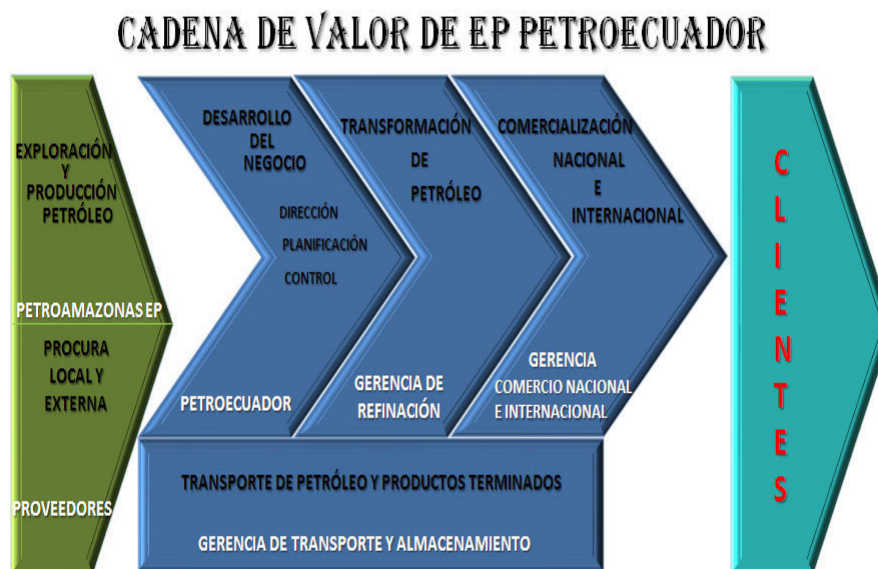 CADENA DE VALOR DE EP PETROECUADOR
EXPLORACIÓN
Y
PRODUCCIÓN
PETRÓLEO
PETROAMAZONAS EP
PROCURA
LOCAL Y
EXTERNA
PROVEEDORES
DESARROLLO
DEL
NEGOCIO
DIRECCIÓN
PLANIFICACIÓN
CONTROL
PETROECUADOR
TRANSFORMACIÓN
DE
PETRÓLEO
GERENCIA DE
REFINACIÓN
COMERCIALIZACIÓN
NACIONAL
E
INTERNACIONAL
GERENCIA
COMERCIO NACIONAL
E INTERNACIONAL
TRANSPORTE DE PETRÓLEO Y PRODUCTOS TERMINADOS
GERENCIA DE TRANSPORTE Y ALMACENAMIENTO
CLIENTES